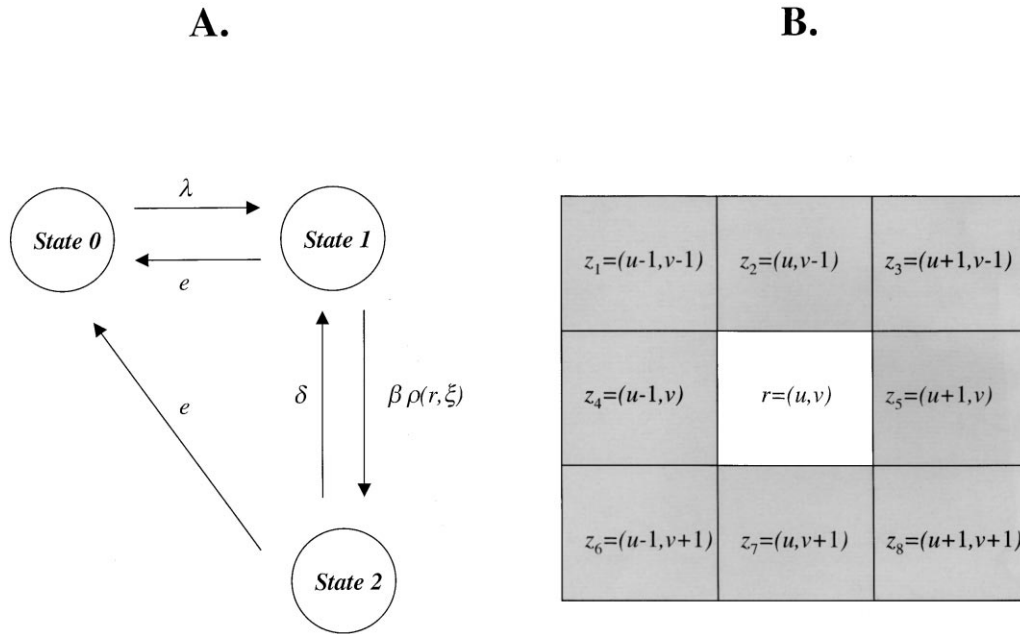 A.
B.
λ
State 0
State 1
e
e
δ
β ρ(r,ξ)
State 2
z₁=(u-1,v-1) z₂=(u,v-1) z₃=(u+1,v-1)
z₄=(u-1,v) r=(u,v) z₅=(u+1,v)
z₆=(u-1,v+1) z₇=(u,v+1) z₈=(u+1,v+1)